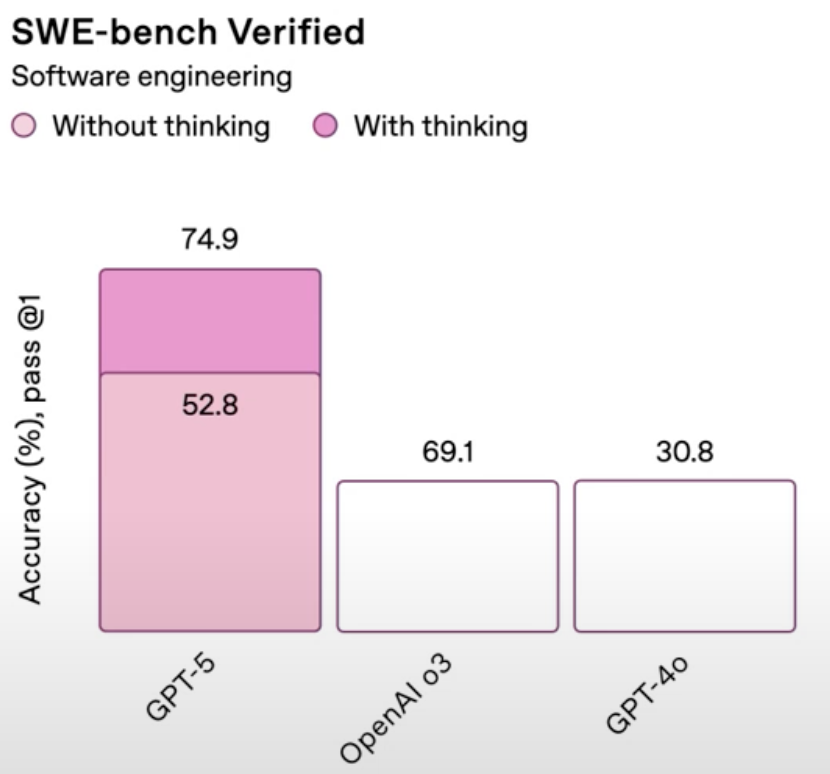 SWE-bench Verified
Software engineering
Without thinking With thinking
Accuracy (%), pass @1
74.9
52.8
69.1
30.8
GPT-5
OpenAI o3
GPT-4o